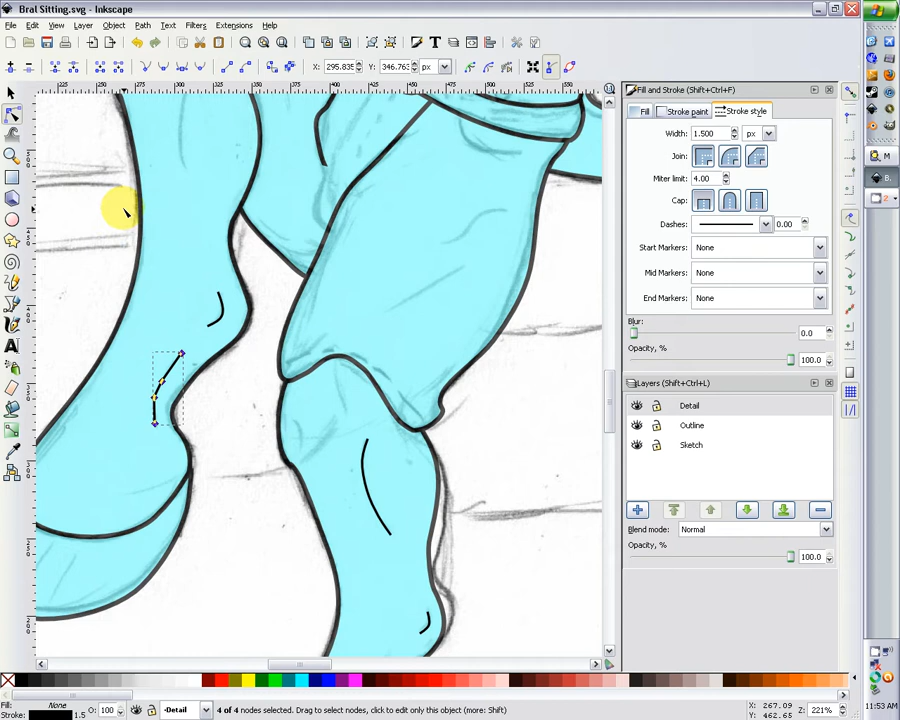 Bral Sitting.svg - Inkscape
File Edit View Layer Object Path Text Filters Extensions Help
X: 295.835 Y: 346.763 px
Fill and Stroke (Shift+Ctrl+F)
Fill Stroke paint Stroke style
Width: 1.500 px
Join:
Miter limit: 4.00
Cap:
Dashes: 0.00
Start Markers: None
Mid Markers: None
End Markers: None
Blur:
0.0
Opacity, % 100.0
Layers (Shift+Ctrl+L)
Detail
Outline
Sketch
Blend mode: Normal
Opacity, %
100.0
M
B.
2
Fill: None
Stroke: 1.5
O: 100
·Detail
4 of 4 nodes selected. Drag to select nodes, click to edit only this object (more: Shift)
X: 267.09
Y: 462.65
Z: 221%
11:53 AM